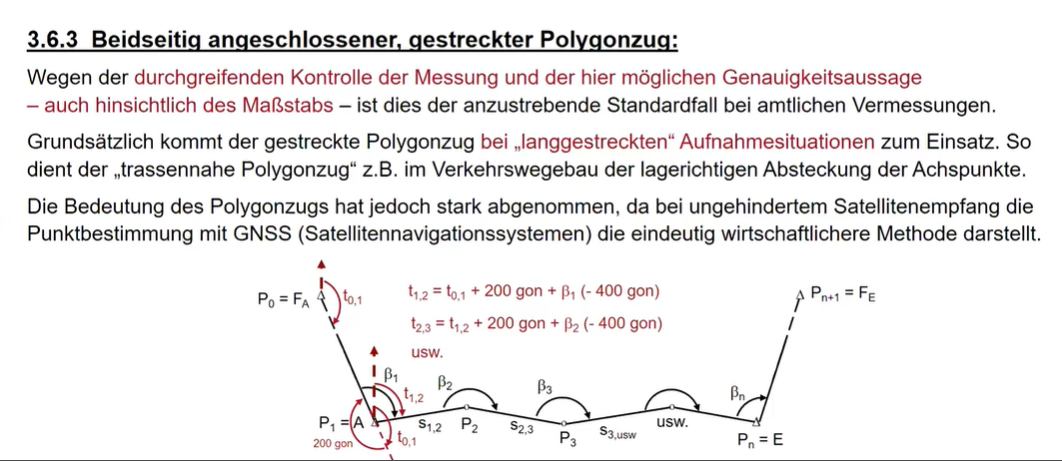 3.6.3 Beidseitig angeschlossener, gestreckter Polygonzug:
Wegen der durchgreifenden Kontrolle der Messung und der hier möglichen Genauigkeitsaussage
– auch hinsichtlich des Maßstabs – ist dies der anzustrebende Standardfall bei amtlichen Vermessungen.
Grundsätzlich kommt der gestreckte Polygonzug bei „langgestreckten“ Aufnahmesituationen zum Einsatz. So
dient der „trassennahe Polygonzug“ z.B. im Verkehrswegebau der lagerichtigen Absteckung der Achspunkte.
Die Bedeutung des Polygonzugs hat jedoch stark abgenommen, da bei ungehindertem Satellitenempfang die
Punktbestimmung mit GNSS (Satellitennavigationssystemen) die eindeutig wirtschaftlichere Methode darstellt.
P₀ = F_A
t₀,₁
t₁,₂ = t₀,₁ + 200 gon + β₁ (- 400 gon)
P_n+1 = F_E
t₂,₃ = t₁,₂ + 200 gon + β₂ (- 400 gon)
usw.
β₁
β₂
β₃
β_n
t₁,₂
P₁ = A
s₁,₂
P₂
s₂,₃
P₃
s₃,usw
usw.
P_n = E
200 gon
t₀,₁